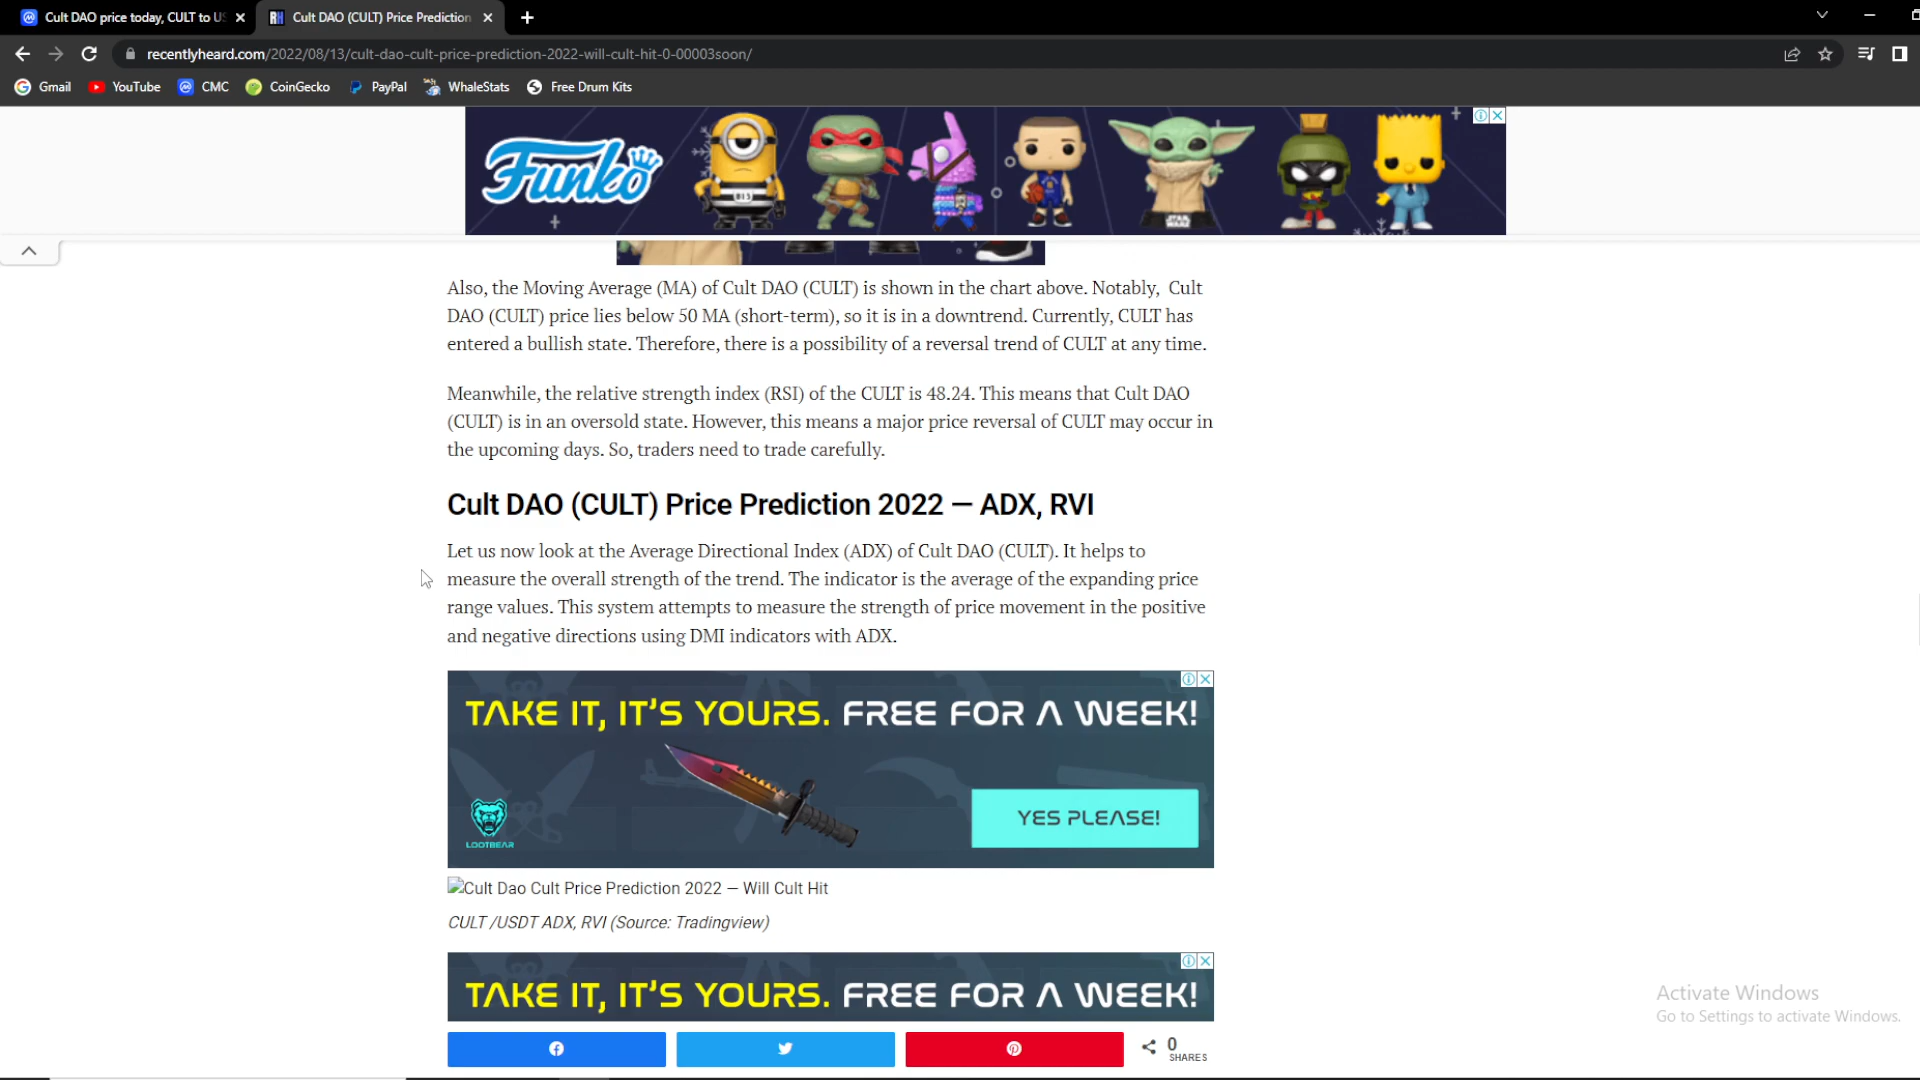 Cult DAO price today, CULT to US
Cult DAO (CULT) Price Prediction
recentlyheard.com/2022/08/13/cult-dao-cult-price-prediction-2022-will-cult-hit-0-00003soon/
Gmail YouTube CMC CoinGecko PayPal WhaleStats Free Drum Kits
Funko
Also, the Moving Average (MA) of Cult DAO (CULT) is shown in the chart above. Notably, Cult
DAO (CULT) price lies below 50 MA (short-term), so it is in a downtrend. Currently, CULT has
entered a bullish state. Therefore, there is a possibility of a reversal trend of CULT at any time.
Meanwhile, the relative strength index (RSI) of the CULT is 48.24. This means that Cult DAO
(CULT) is in an oversold state. However, this means a major price reversal of CULT may occur in
the upcoming days. So, traders need to trade carefully.
Cult DAO (CULT) Price Prediction 2022 — ADX, RVI
Let us now look at the Average Directional Index (ADX) of Cult DAO (CULT). It helps to
measure the overall strength of the trend. The indicator is the average of the expanding price
range values. This system attempts to measure the strength of price movement in the positive
and negative directions using DMI indicators with ADX.
TAKE IT, IT'S YOURS. FREE FOR A WEEK!
YES PLEASE!
LOOTBEAR
Cult Dao Cult Price Prediction 2022 — Will Cult Hit
CULT /USDT ADX, RVI (Source: Tradingview)
TAKE IT, IT'S YOURS. FREE FOR A WEEK!
0
SHARES
Activate Windows
Go to Settings to activate Windows.